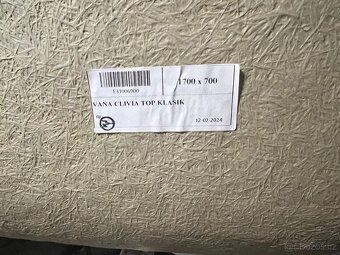 1700 x 700
VANA CLIVIA TOP KLASIK
12-02-2024